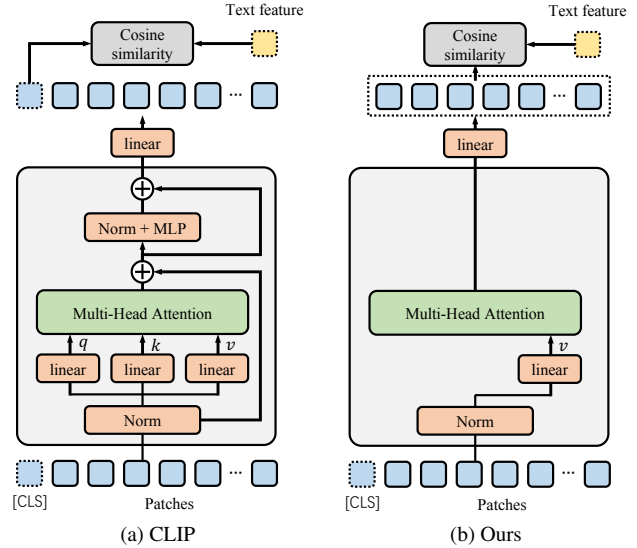 Text feature
Cosine
similarity
...
linear
Norm + MLP
Multi-Head Attention
q k v
linear linear linear
Norm
...
[CLS] Patches
(a) CLIP
Text feature
Cosine
similarity
...
linear
Multi-Head Attention
v
linear
Norm
...
[CLS] Patches
(b) Ours